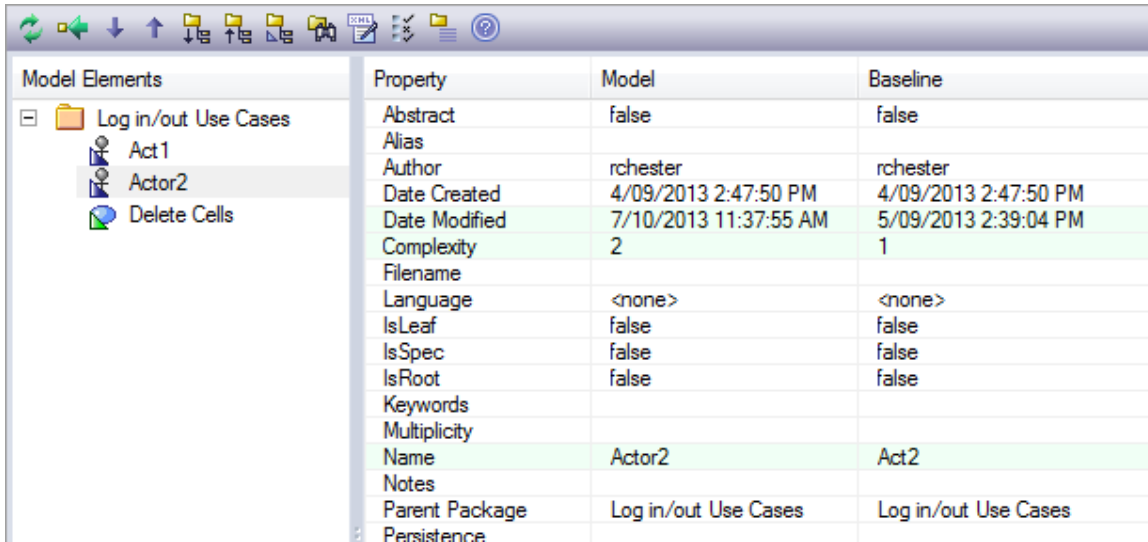 Model Elements
Log in/out Use Cases
Act1
Actor2
Delete Cells
Property Model Baseline
Abstract false false
Alias
Author rchester rchester
Date Created 4/09/2013 2:47:50 PM 4/09/2013 2:47:50 PM
Date Modified 7/10/2013 11:37:55 AM 5/09/2013 2:39:04 PM
Complexity 2 1
Filename
Language <none> <none>
IsLeaf false false
IsSpec false false
IsRoot false false
Keywords
Multiplicity
Name Actor2 Act2
Notes
Parent Package Log in/out Use Cases Log in/out Use Cases
Persistence